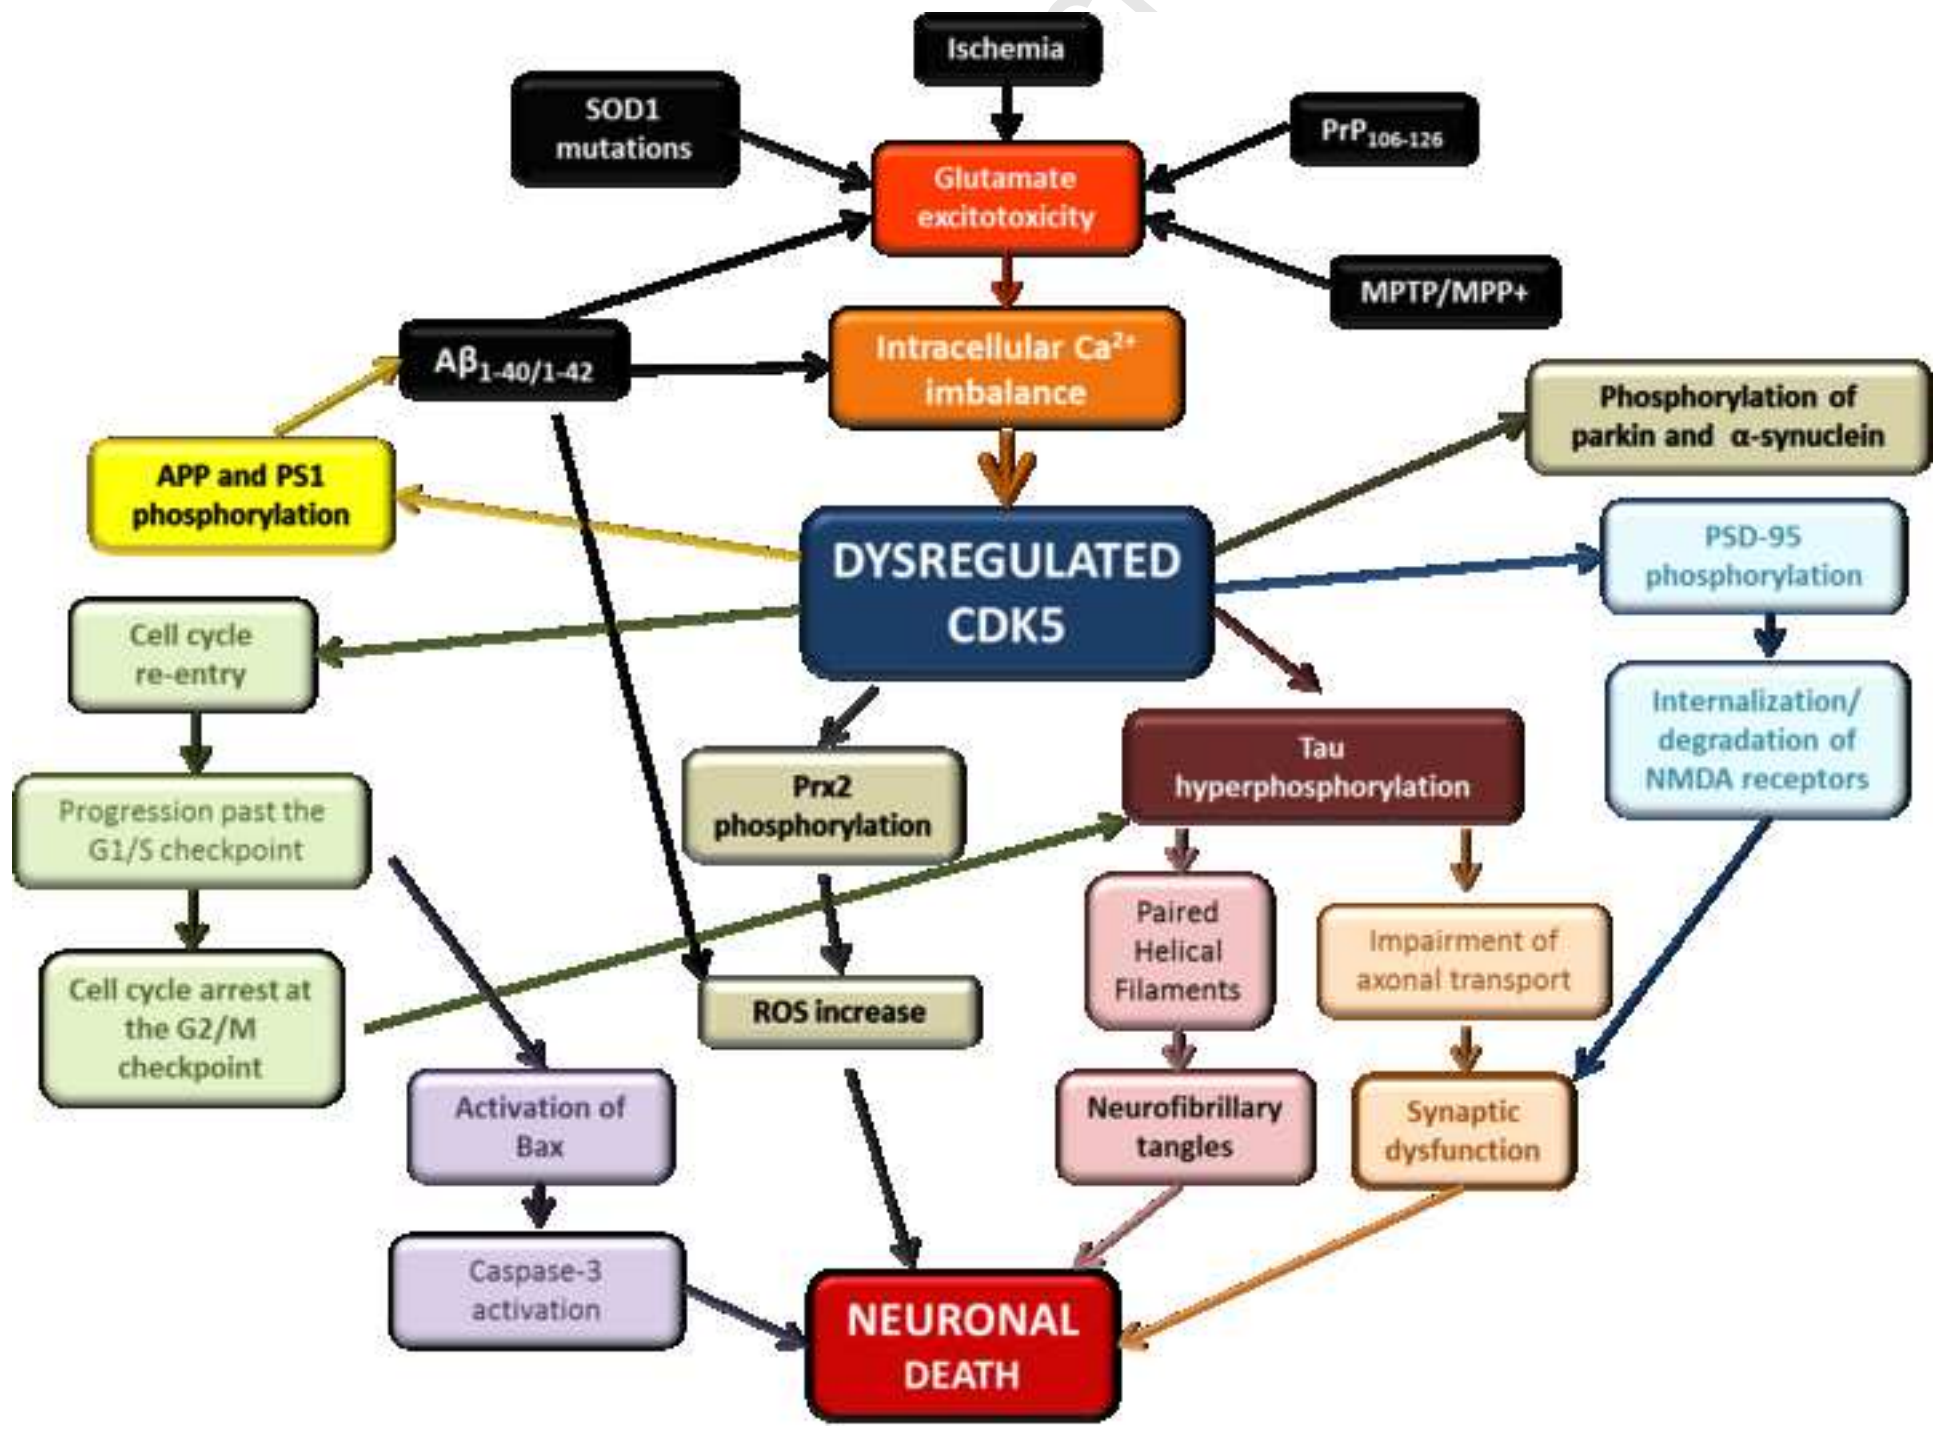 Ischemia
SOD1
mutations
PrP106-126
Glutamate
excitotoxicity
MPTP/MPP+
Aβ1-40/1-42
Intracellular Ca2+
imbalance
Phosphorylation of
parkin and α-synuclein
APP and PS1
phosphorylation
DYSREGULATED
CDK5
PSD-95
phosphorylation
Cell cycle
re-entry
Internalization/
degradation of
NMDA receptors
Tau
hyperphosphorylation
Prx2
phosphorylation
Progression past the
G1/S checkpoint
Paired
Helical
Filaments
Impairment of
axonal transport
Cell cycle arrest at
the G2/M
checkpoint
ROS increase
Activation of
Bax
Neurofibrillary
tangles
Synaptic
dysfunction
Caspase-3
activation
NEURONAL
DEATH